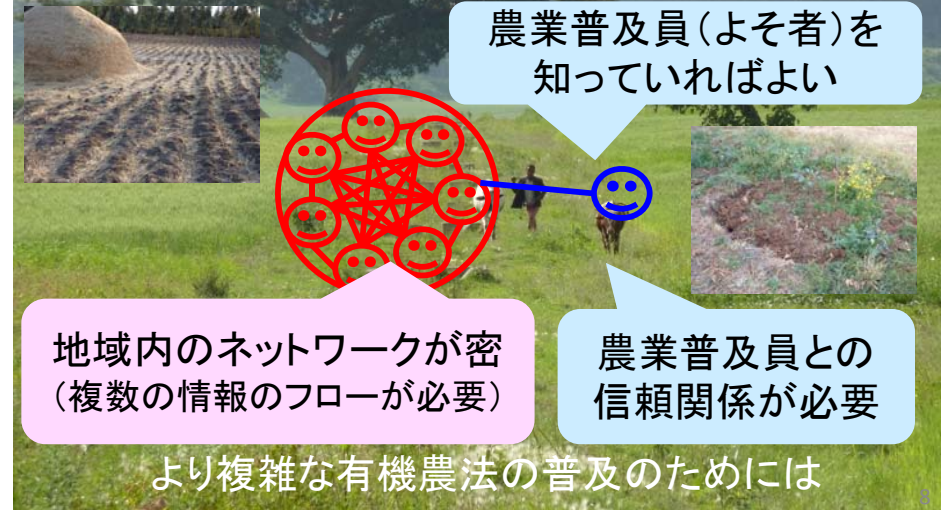 農業普及員（よそ者）を
知っていればよい
地域内のネットワークが密
（複数の情報のフローが必要）
農業普及員との
信頼関係が必要
より複雑な有機農法の普及のためには
8